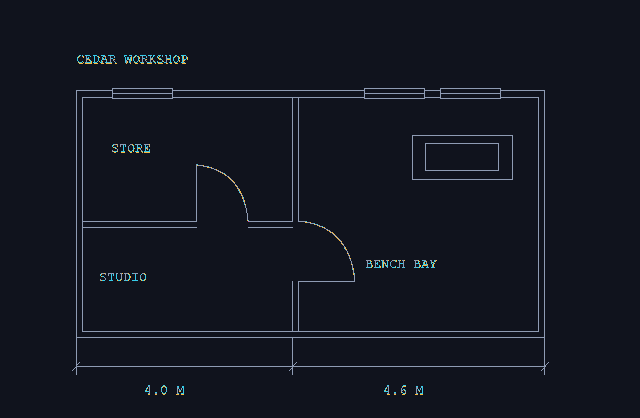 CEDAR WORKSHOP
STORE
BENCH BAY
STUDIO
4.0 M
4.6 M